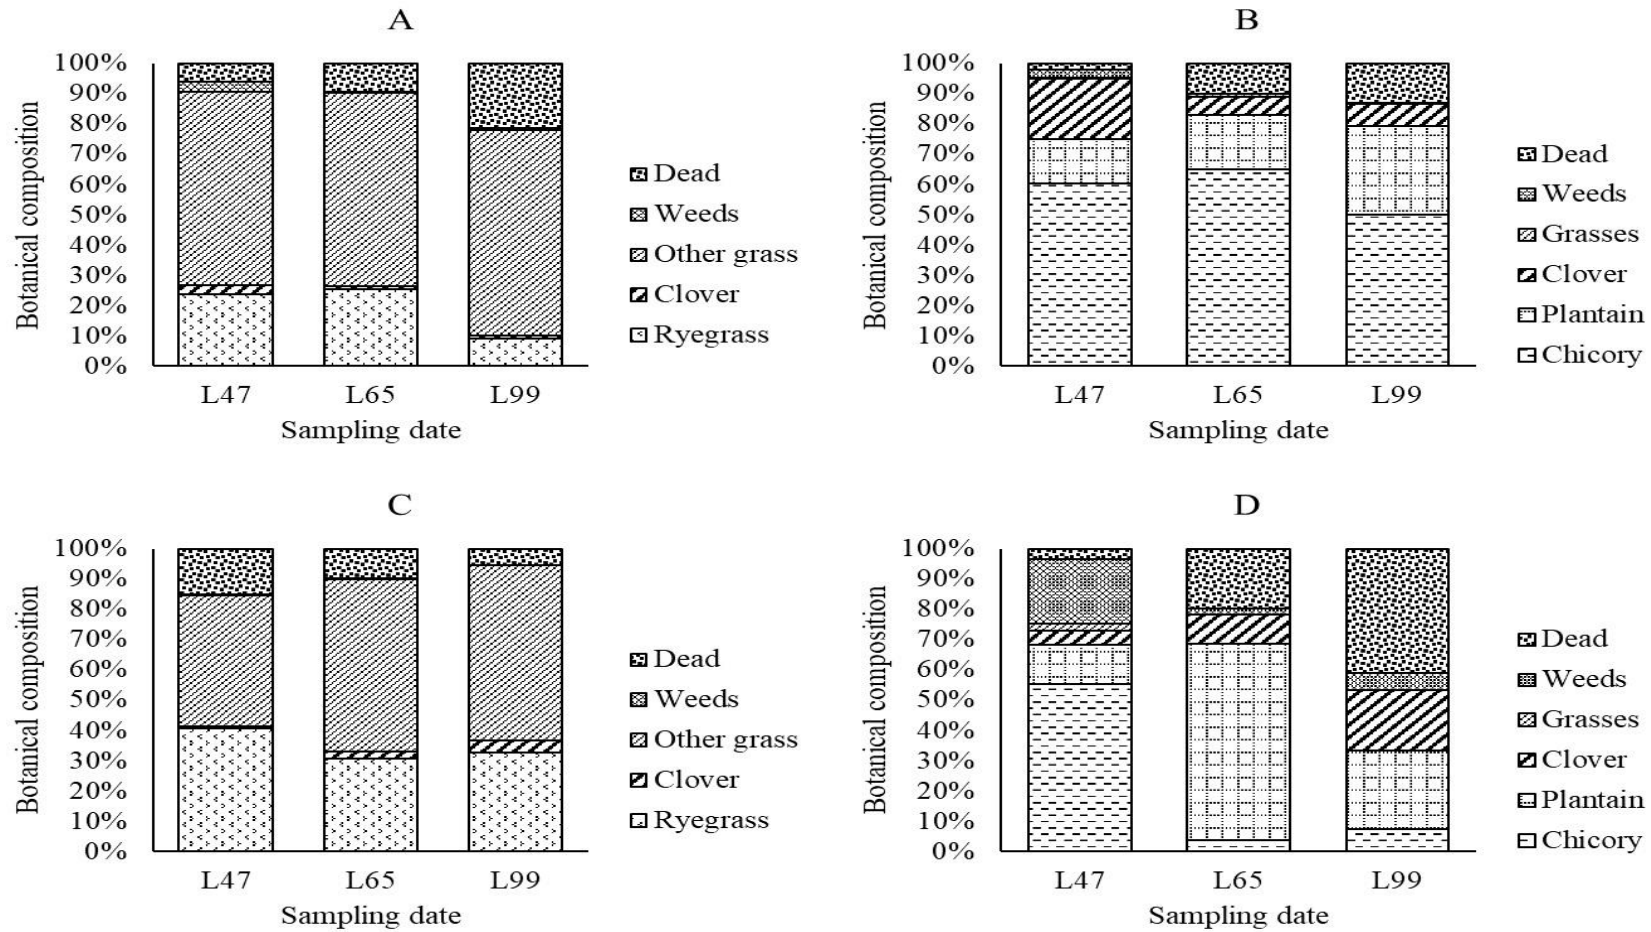 A
Botanical composition
100%
90%
80%
70%
60%
50%
40%
30%
20%
10%
0%
L47 L65 L99
Sampling date
Dead
Weeds
Other grass
Clover
Ryegrass
B
Botanical composition
100%
90%
80%
70%
60%
50%
40%
30%
20%
10%
0%
L47 L65 L99
Sampling date
Dead
Weeds
Grasses
Clover
Plantain
Chicory
C
Botanical composition
100%
90%
80%
70%
60%
50%
40%
30%
20%
10%
0%
L47 L65 L99
Sampling date
Dead
Weeds
Other grass
Clover
Ryegrass
D
Botanical composition
100%
90%
80%
70%
60%
50%
40%
30%
20%
10%
0%
L47 L65 L99
Sampling date
Dead
Weeds
Grasses
Clover
Plantain
Chicory